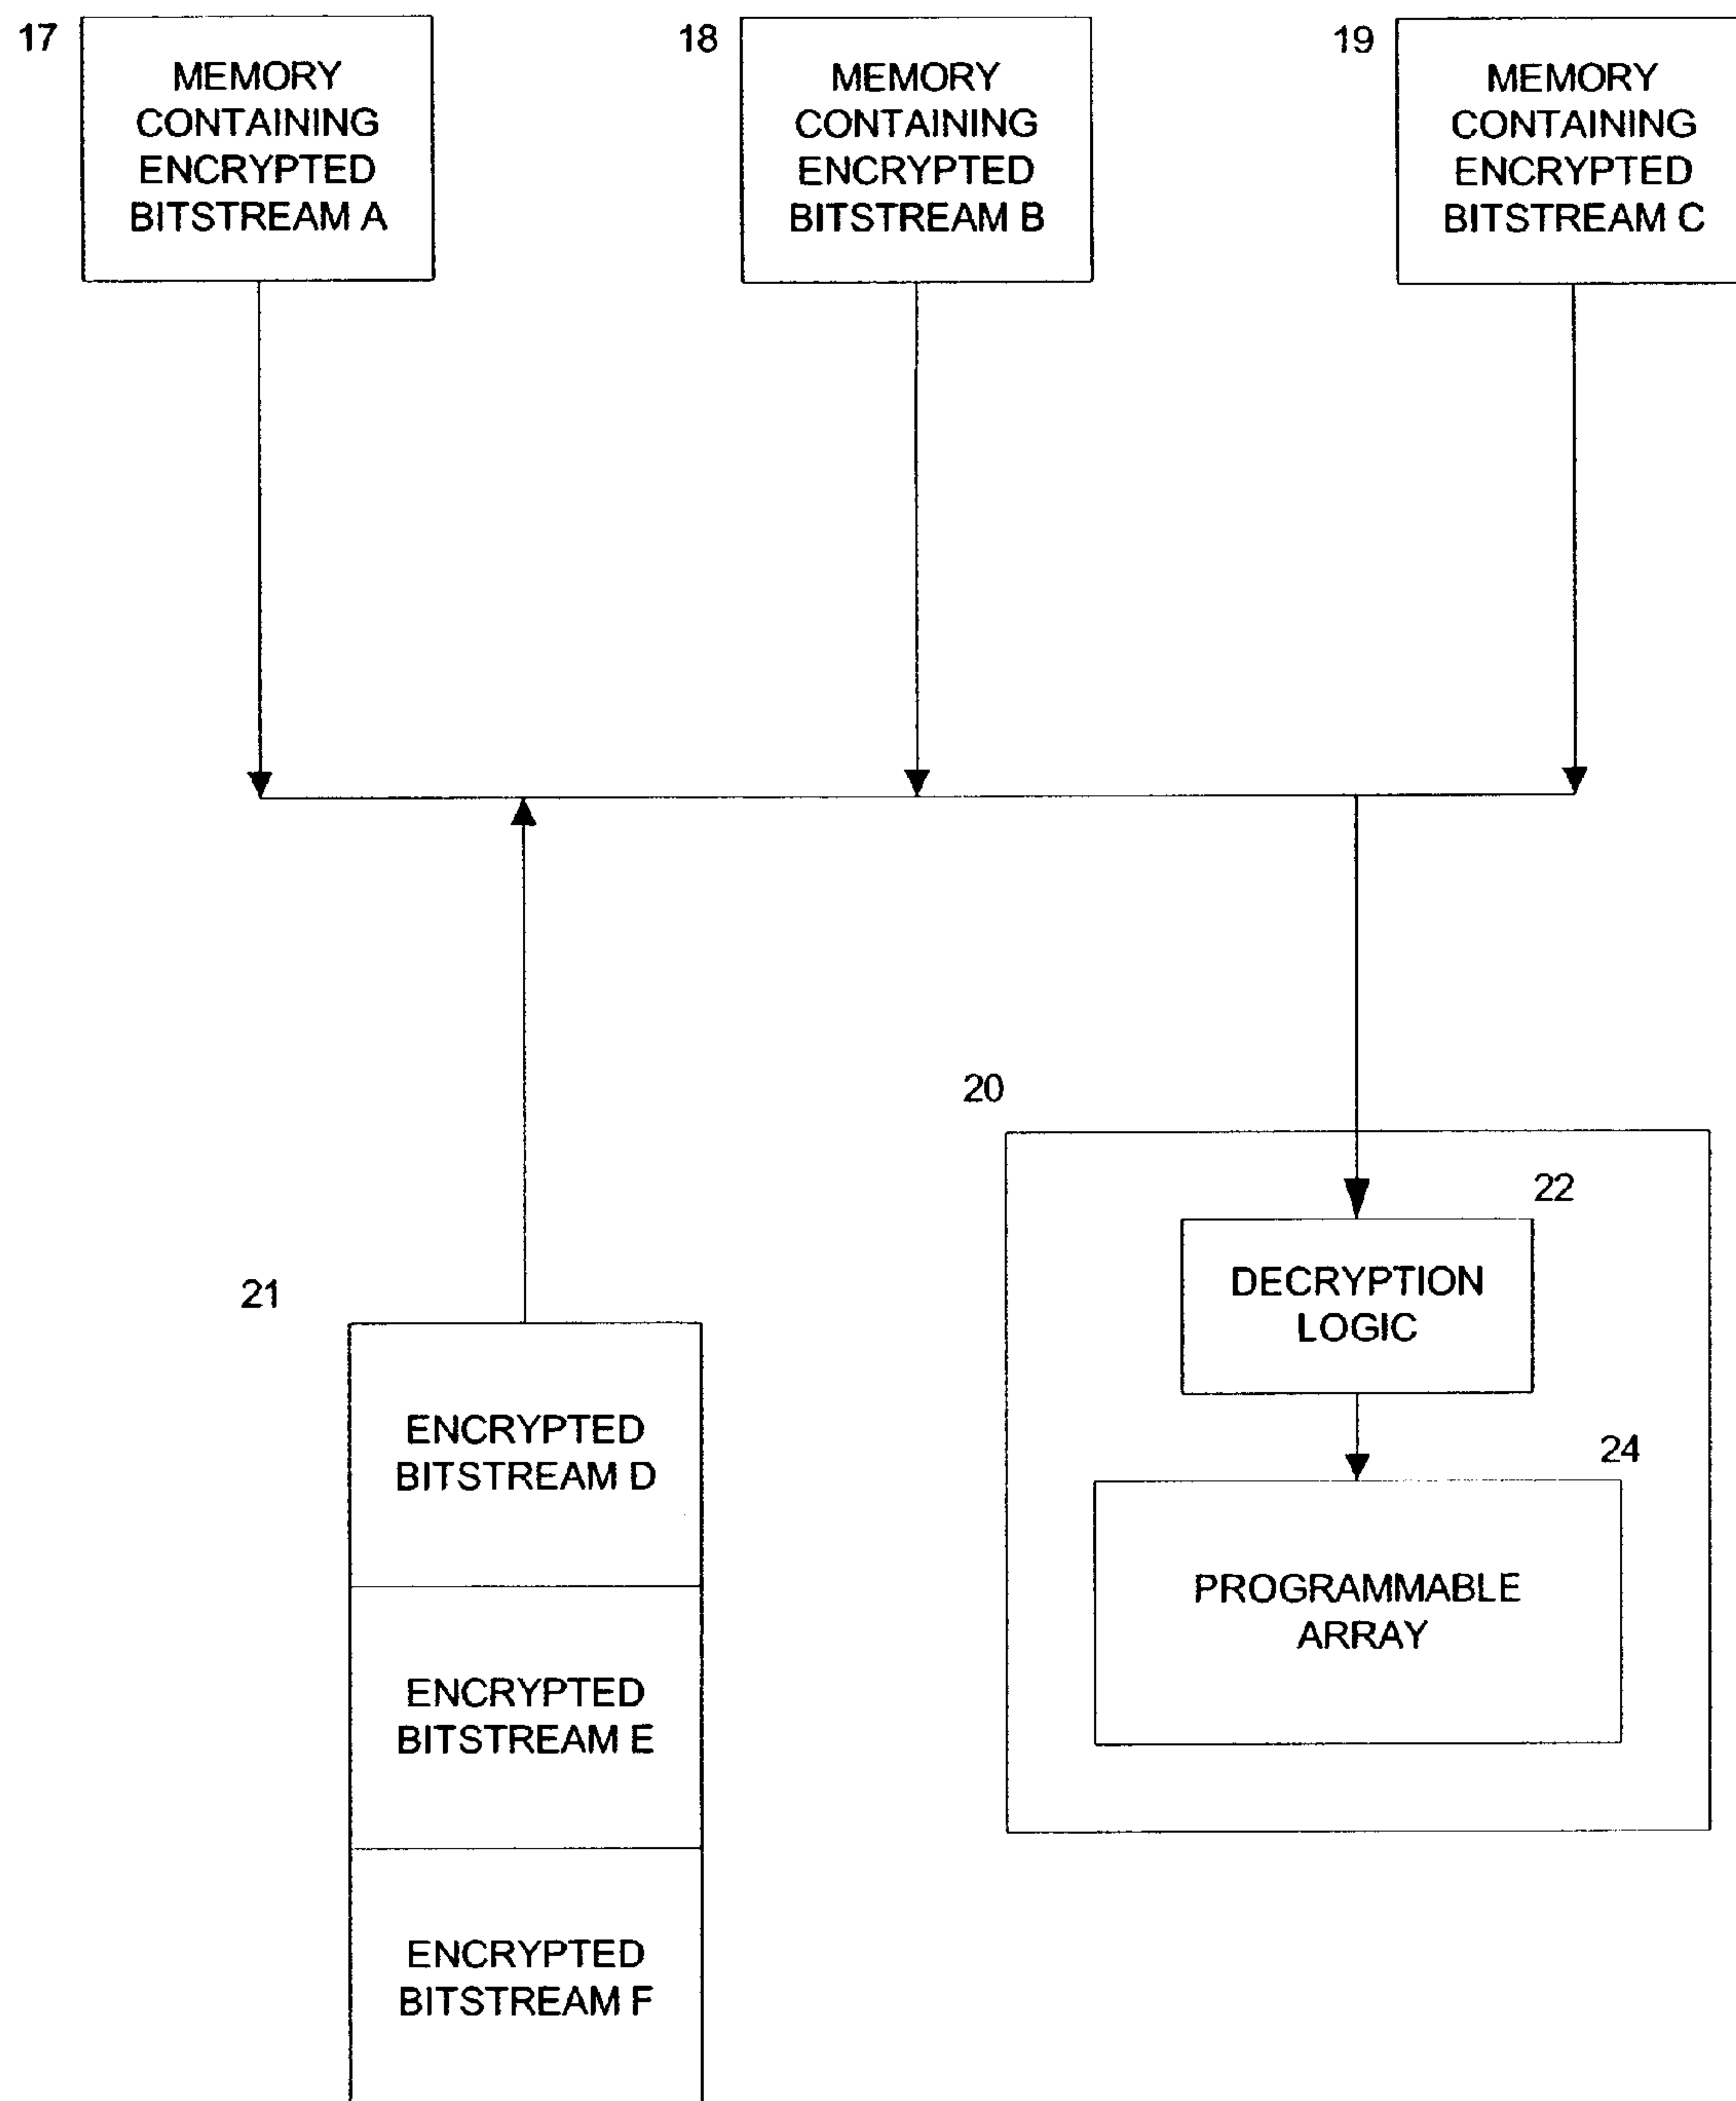 17
MEMORY
CONTAINING
ENCRYPTED
BITSTREAM A
18
MEMORY
CONTAINING
ENCRYPTED
BITSTREAM B
19
MEMORY
CONTAINING
ENCRYPTED
BITSTREAM C
20
22
DECRYPTION
LOGIC
24
PROGRAMMABLE
ARRAY
21
ENCRYPTED
BITSTREAM D
ENCRYPTED
BITSTREAM E
ENCRYPTED
BITSTREAM F